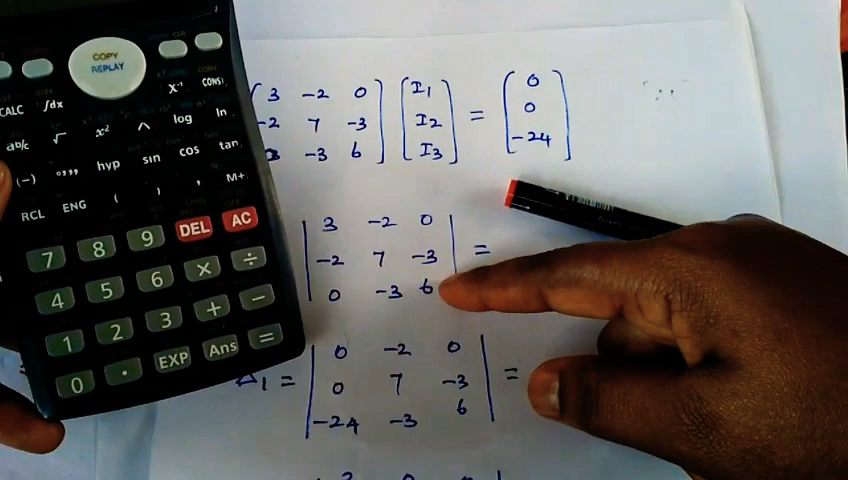 COPY
REPLAY
X⁻¹ CONST
CALC ∫dx
ab/c √ x² ^ log ln
(-) °,,, hyp sin cos tan
RCL ENG ( ) , M+
7 8 9 DEL AC
4 5 6 × ÷
1 2 3 + −
0 . EXP Ans =
3 -2 0 I1 0
-2 7 -3 I2 = 0
-3 6 I3 -24
3 -2 0
-2 7 -3 =
0 -3 6
0 -2 0
Δ1 = 0 7 -3 =
-24 -3 6